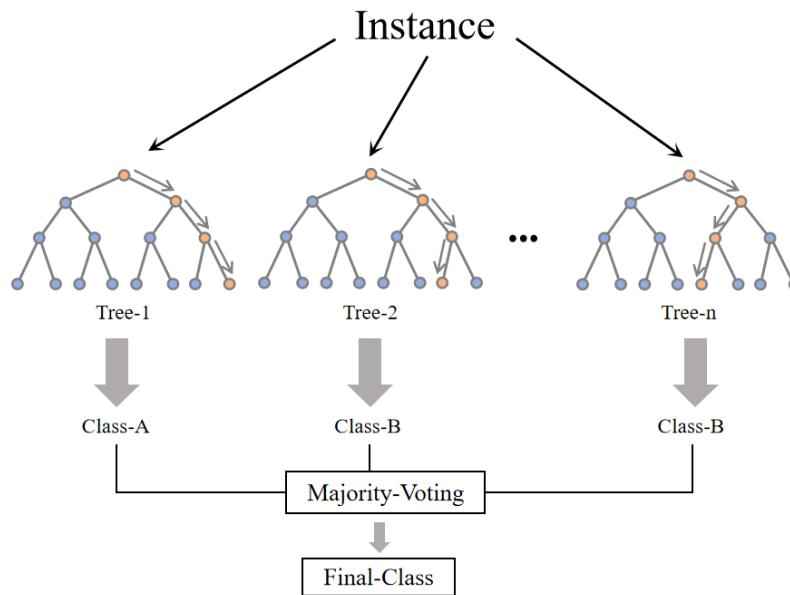 Instance
...
Tree-1 Tree-2 Tree-n
Class-A Class-B Class-B
Majority-Voting
Final-Class